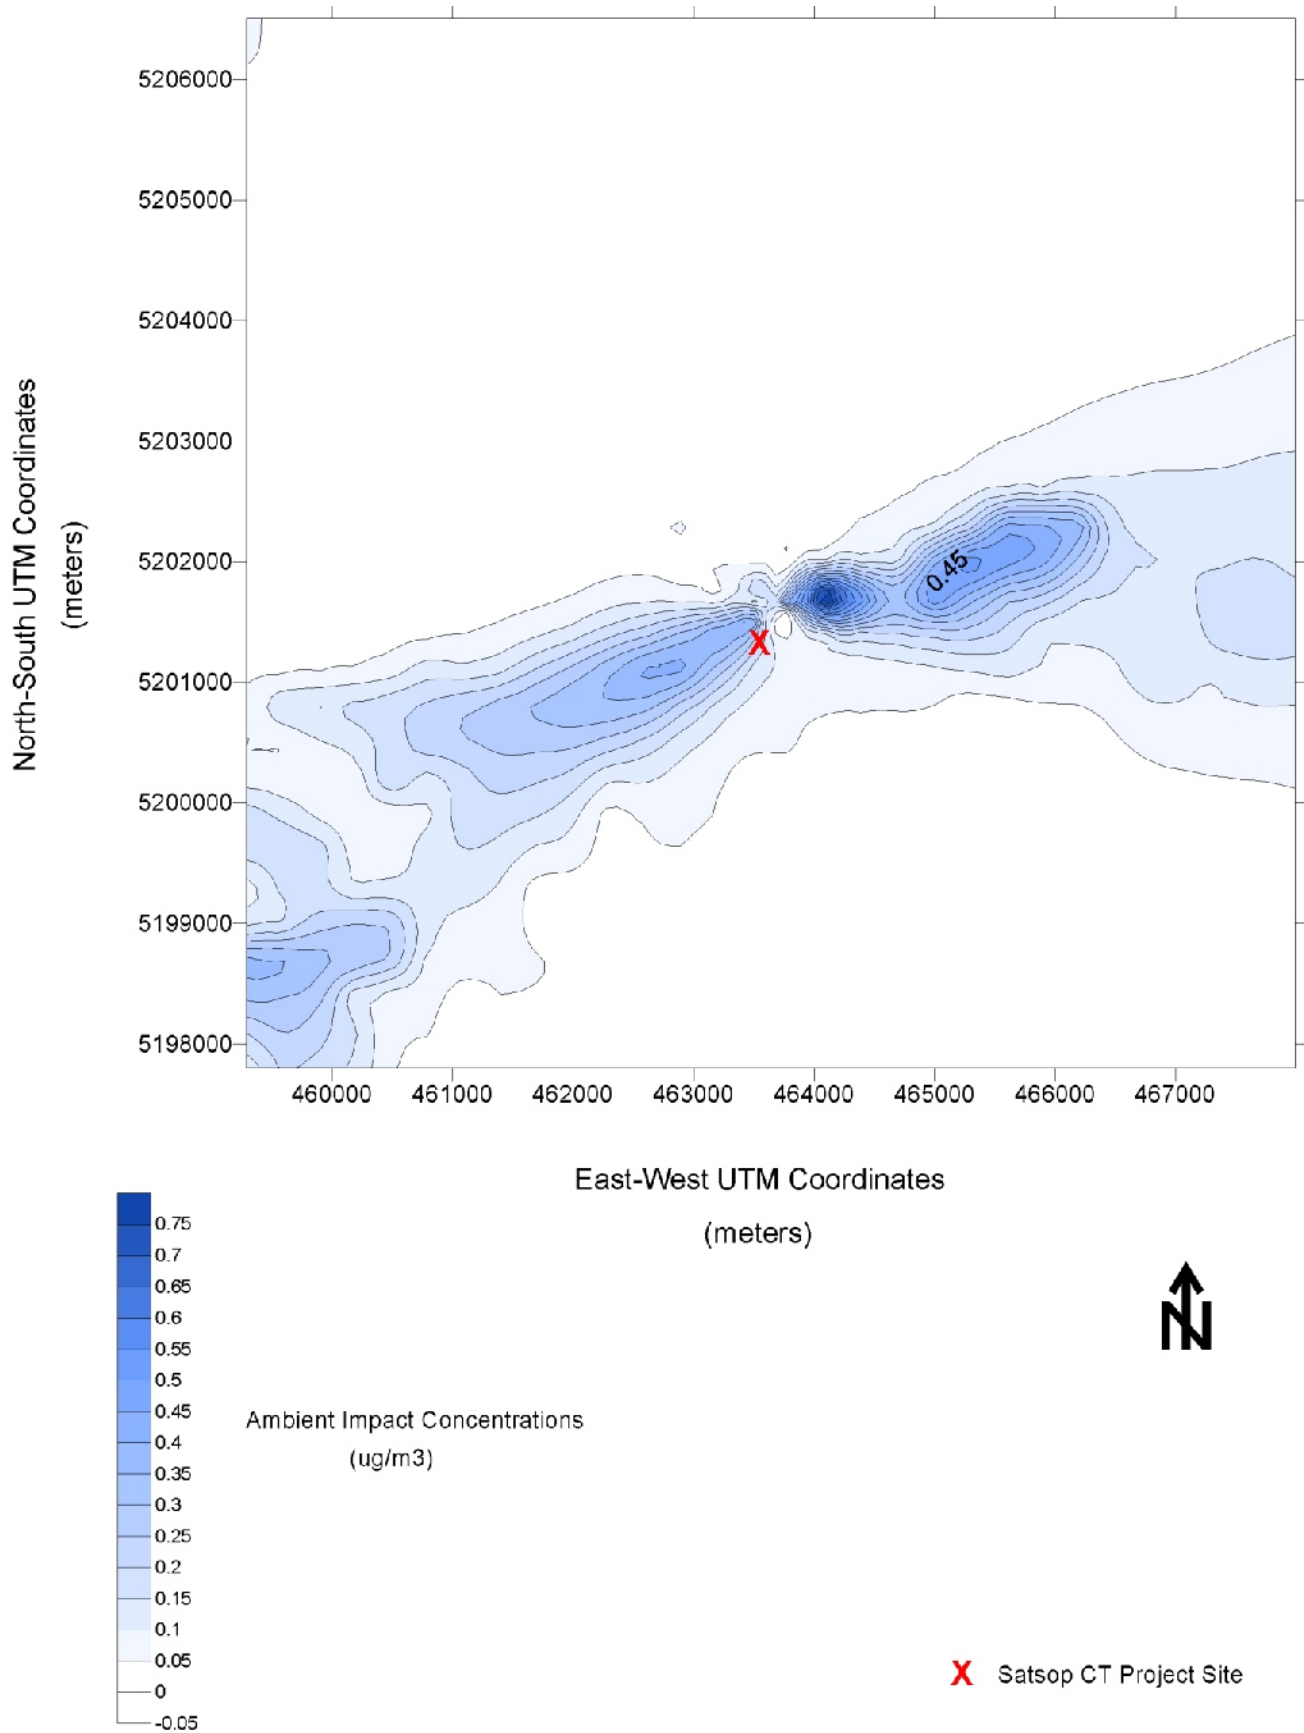 5206000
5205000
5204000
5203000
5202000
5201000
5200000
5199000
5198000
North-South UTM Coordinates
(meters)
0.45
X
460000 461000 462000 463000 464000 465000 466000 467000
East-West UTM Coordinates
(meters)
N
0.75
0.7
0.65
0.6
0.55
0.5
0.45
0.4
0.35
0.3
0.25
0.2
0.15
0.1
0.05
0
-0.05
Ambient Impact Concentrations
(ug/m3)
X Satsop CT Project Site